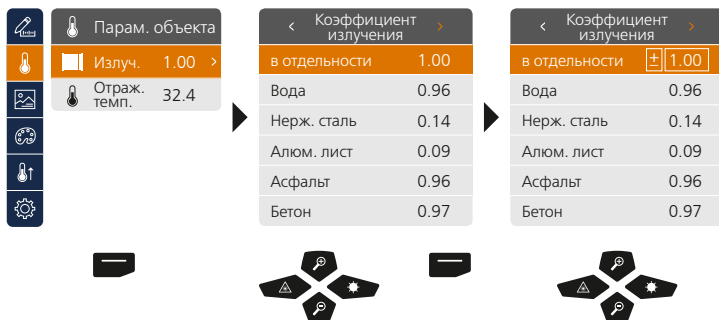 Парам. объекта
Излуч. 1.00 >
Отраж. темп. 32.4
< Коэффициент излучения >
в отдельности 1.00
Вода 0.96
Нерж. сталь 0.14
Алюм. лист 0.09
Асфальт 0.96
Бетон 0.97
< Коэффициент излучения >
в отдельности ± 1.00
Вода 0.96
Нерж. сталь 0.14
Алюм. лист 0.09
Асфальт 0.96
Бетон 0.97